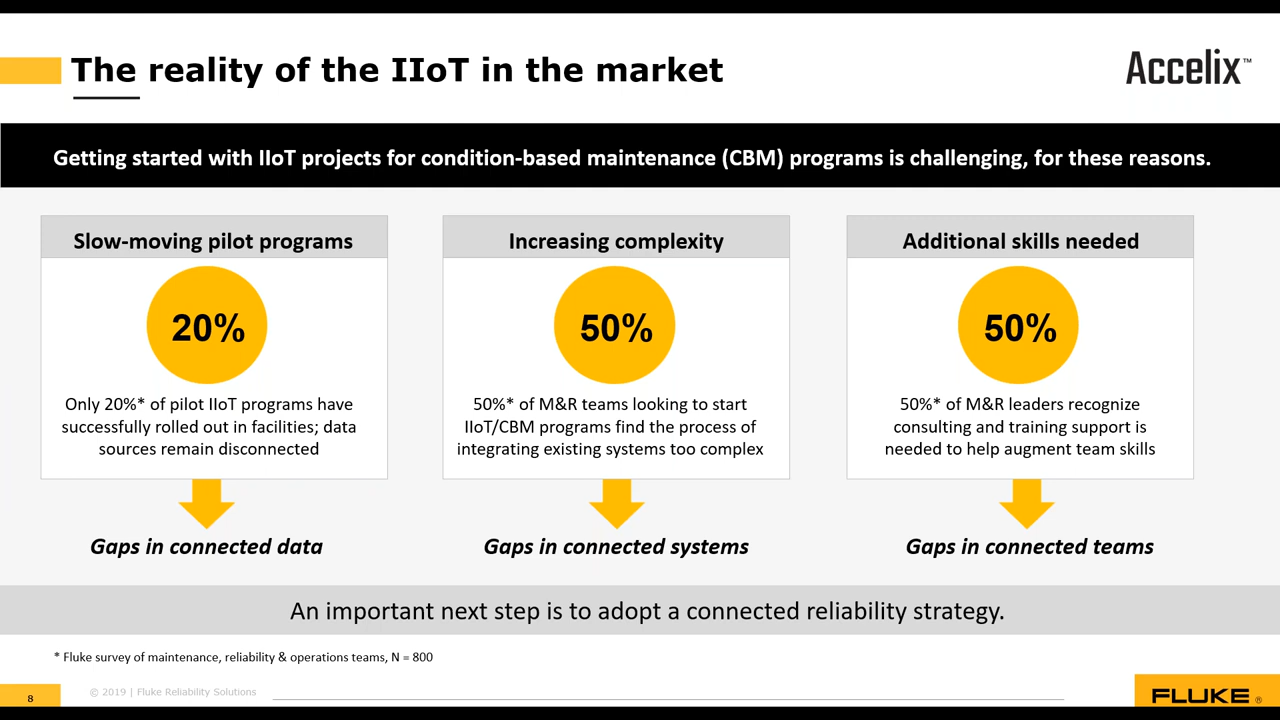 The reality of the IIoT in the market
Accelix™
Getting started with IIoT projects for condition-based maintenance (CBM) programs is challenging, for these reasons.
Slow-moving pilot programs
20%
Only 20%* of pilot IIoT programs have
successfully rolled out in facilities; data
sources remain disconnected
Gaps in connected data
Increasing complexity
50%
50%* of M&R teams looking to start
IIoT/CBM programs find the process of
integrating existing systems too complex
Gaps in connected systems
Additional skills needed
50%
50%* of M&R leaders recognize
consulting and training support is
needed to help augment team skills
Gaps in connected teams
An important next step is to adopt a connected reliability strategy.
* Fluke survey of maintenance, reliability & operations teams, N = 800
8
© 2019 | Fluke Reliability Solutions
FLUKE®